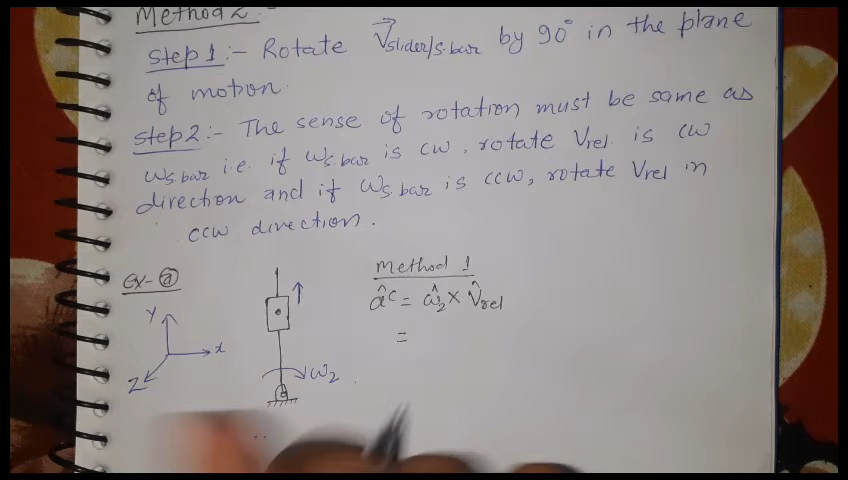 Method 2:-
Step 1:- Rotate V⃗slider/s.bar by 90° in the plane
of motion.
Step 2:- The sense of rotation must be same as
ωs.bar i.e. if ωs.bar is cw, rotate Vrel is cw
direction and if ωs.bar is ccw, rotate Vrel in
ccw direction.
Ex-ⓐ
Method 1
âᶜ = ω̂₂ × V̂rel
=
Y
x
Z
ω₂